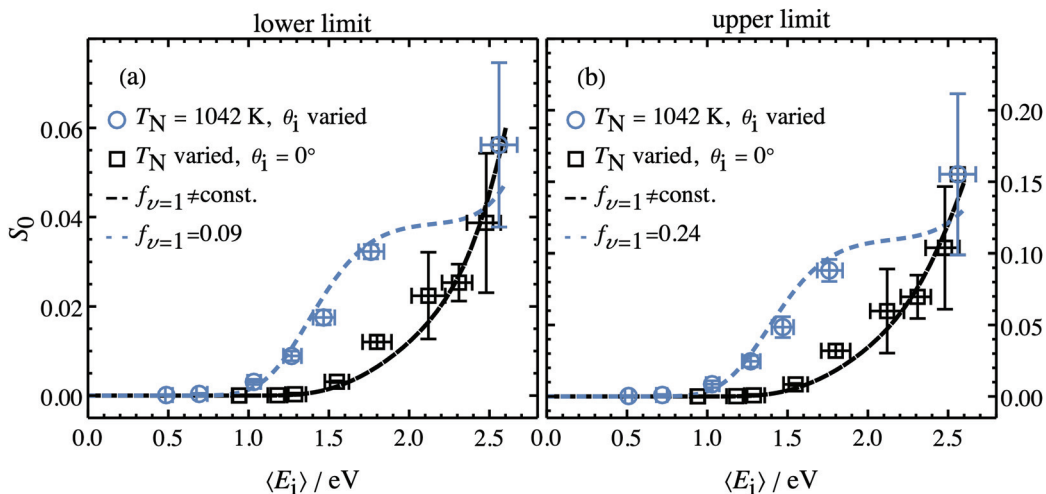 lower limit
upper limit
(a)
T_N = 1042 K, θ_i varied
T_N varied, θ_i = 0°
f_ν=1≠const.
f_ν=1=0.09
S_0
0.06
0.04
0.02
0.00
0.0 0.5 1.0 1.5 2.0 2.5
⟨E_i⟩ / eV
(b)
T_N = 1042 K, θ_i varied
T_N varied, θ_i = 0°
f_ν=1≠const.
f_ν=1=0.24
0.20
0.15
0.10
0.05
0.00
0.0 0.5 1.0 1.5 2.0 2.5
⟨E_i⟩ / eV